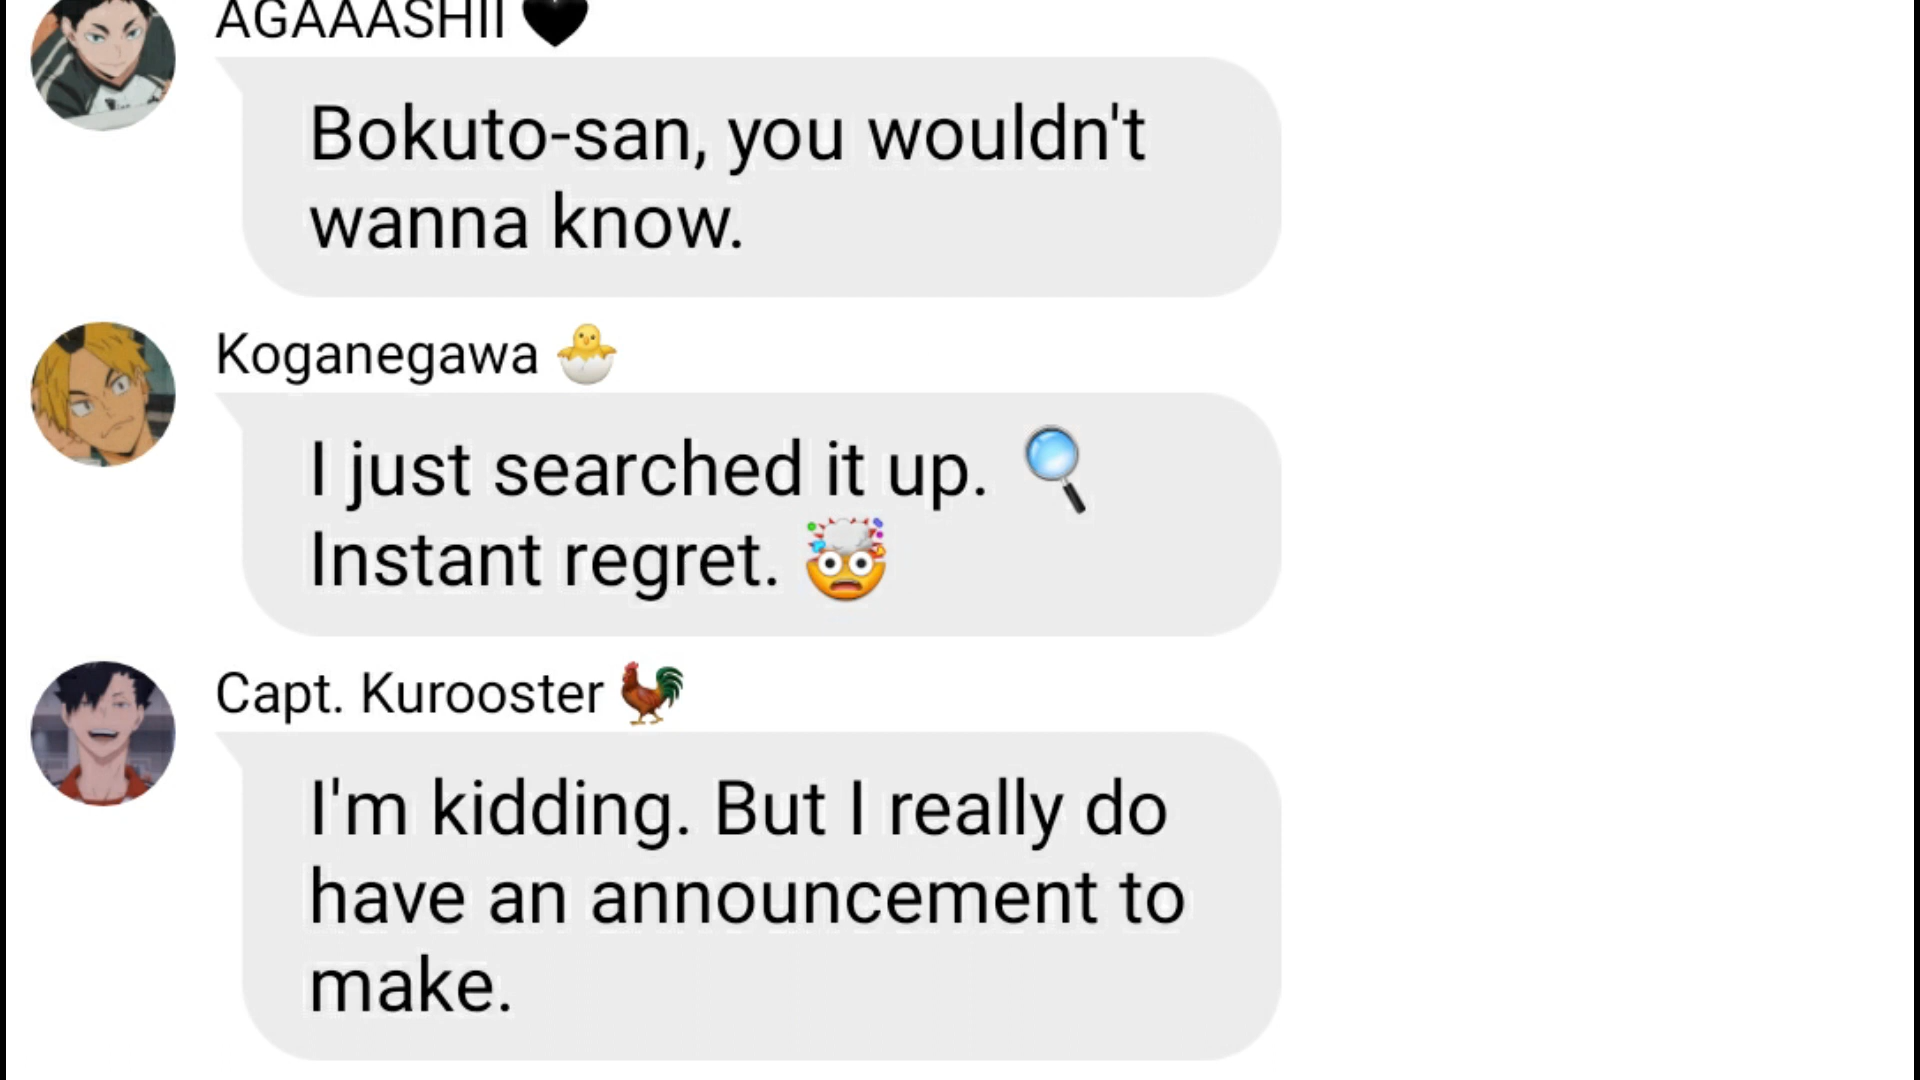 AGAAASHII 🖤
Bokuto-san, you wouldn't
wanna know.
Koganegawa 🐣
I just searched it up. 🔍
Instant regret. 🤯
Capt. Kurooster 🐓
I'm kidding. But I really do
have an announcement to
make.